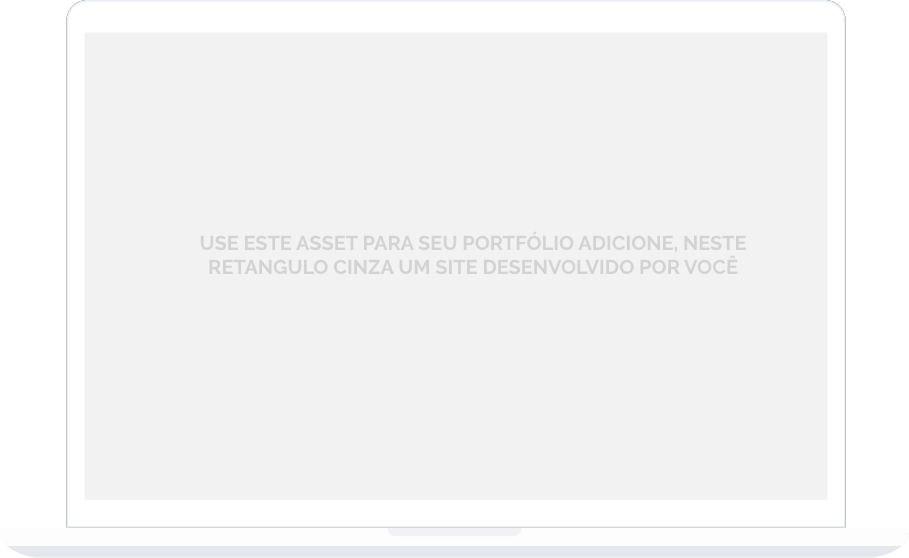 USE ESTE ASSET PARA SEU PORTFÓLIO ADICIONE, NESTE
RETANGULO CINZA UM SITE DESENVOLVIDO POR VOCÊ